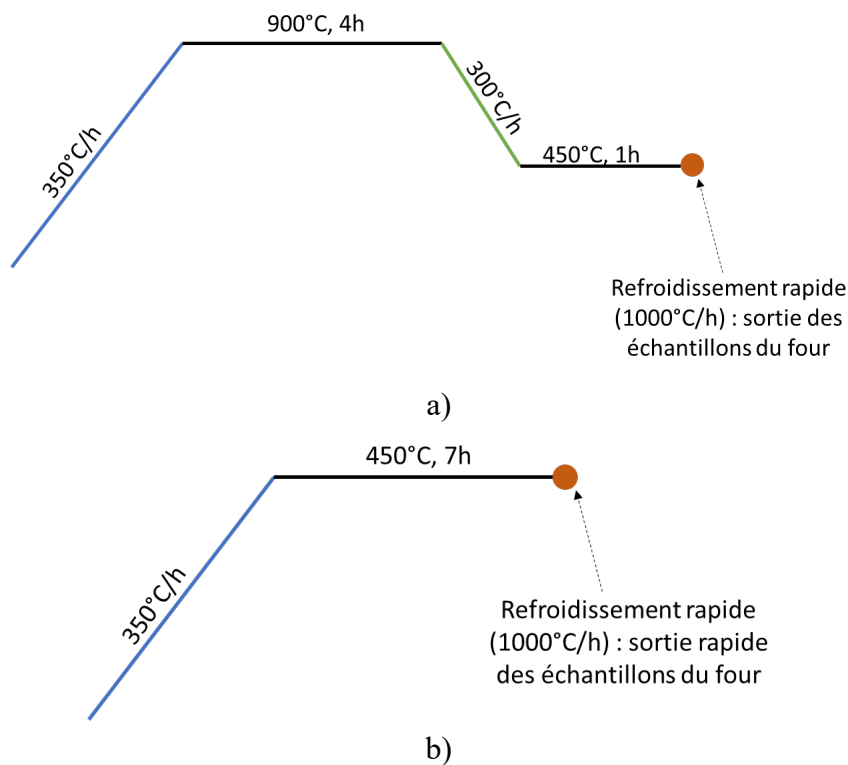 900°C, 4h
350°C/h
300°C/h
450°C, 1h
Refroidissement rapide
(1000°C/h) : sortie des
échantillons du four
a)
450°C, 7h
350°C/h
Refroidissement rapide
(1000°C/h) : sortie rapide
des échantillons du four
b)